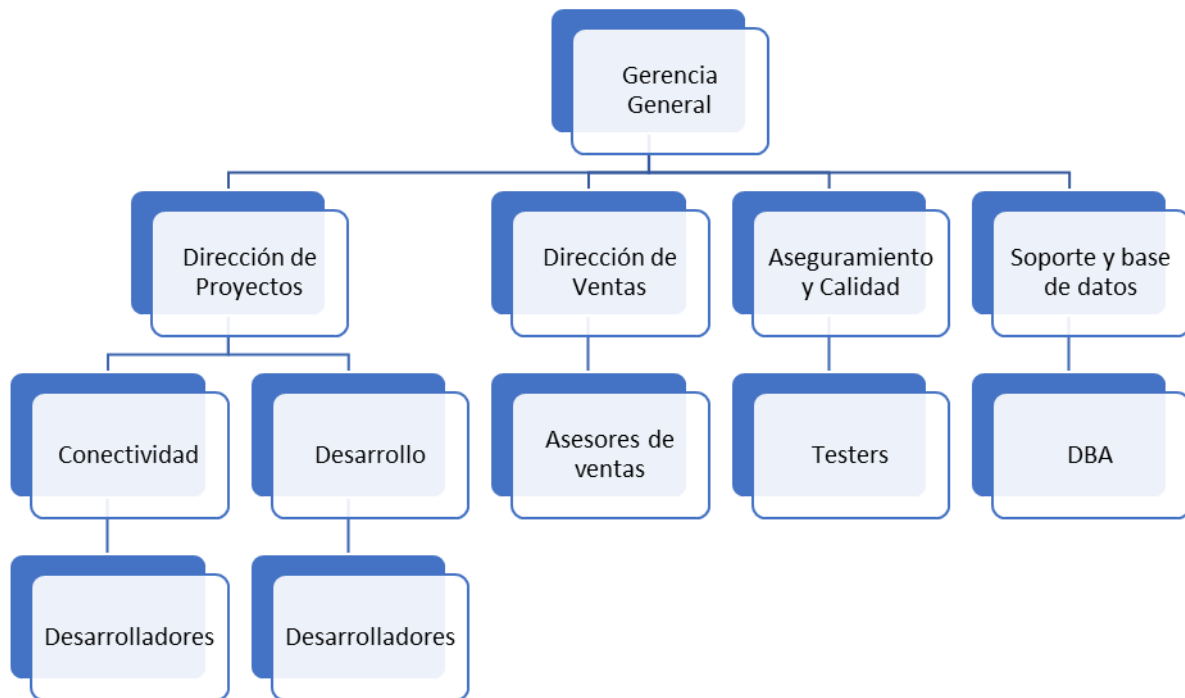 Gerencia
General
Dirección de
Proyectos
Dirección de
Ventas
Aseguramiento
y Calidad
Soporte y base
de datos
Conectividad
Desarrollo
Asesores de
ventas
Testers
DBA
Desarrolladores
Desarrolladores